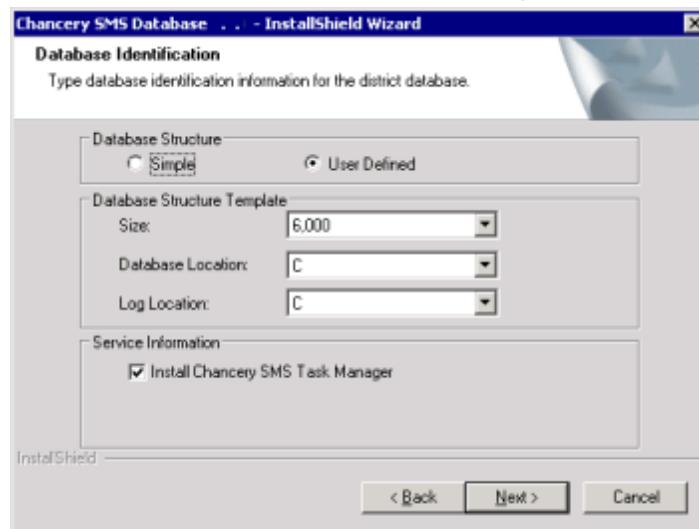 Chancery SMS Database . . - InstallShield Wizard
Database Identification
Type database identification information for the district database.
Database Structure
Simple User Defined
Database Structure Template
Size: 6,000
Database Location: C
Log Location: C
Service Information
Install Chancery SMS Task Manager
InstallShield
< Back Next > Cancel